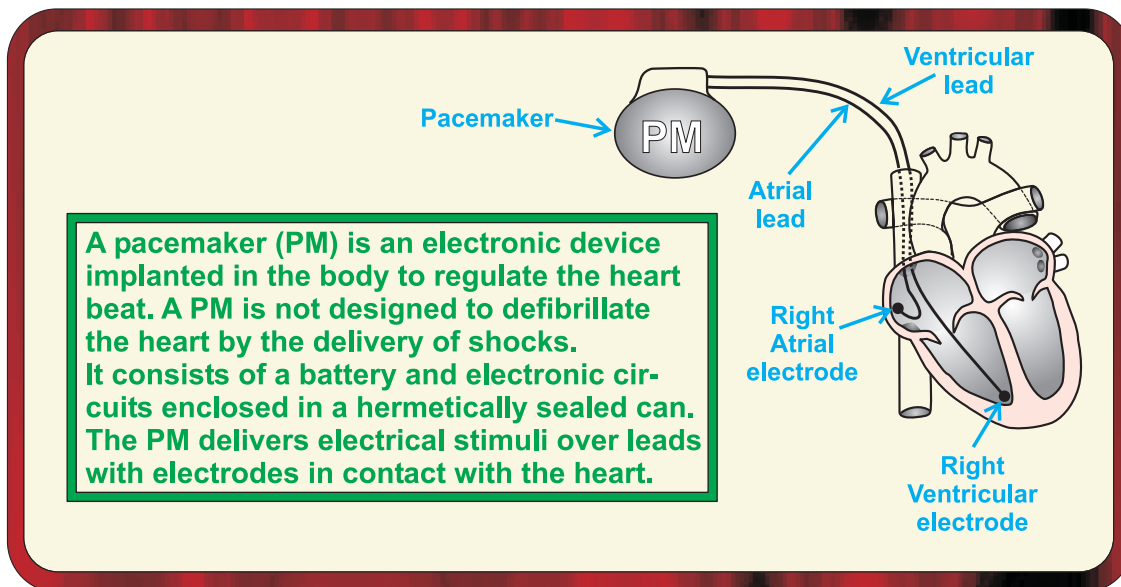 Ventricular
lead
Pacemaker
PM
Atrial
lead
A pacemaker (PM) is an electronic device
implanted in the body to regulate the heart
beat. A PM is not designed to defibrillate
the heart by the delivery of shocks.
It consists of a battery and electronic cir-
cuits enclosed in a hermetically sealed can.
The PM delivers electrical stimuli over leads
with electrodes in contact with the heart.
Right
Atrial
electrode
Right
Ventricular
electrode